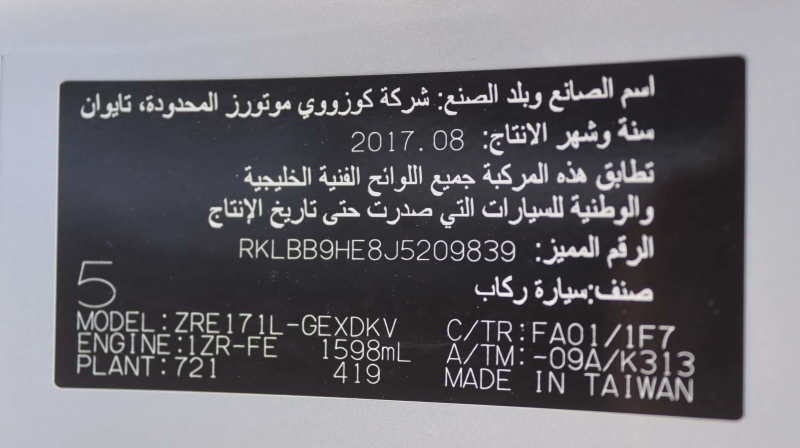 اسم الصانع وبلد الصنع: شركة كوزووي موتورز المحدودة، تايوان
سنة وشهر الانتاج: 2017.08
تطابق هذه المركبة جميع اللوائح الفنية الخليجية
والوطنية للسيارات التي صدرت حتى تاريخ الإنتاج
الرقم المميز: RKLBB9HE8J5209839
صنف:سيارة ركاب
5
MODEL:ZRE171L-GEXDKV C/TR:FA01/1F7
ENGINE:1ZR-FE 1598mL A/TM:-09A/K313
PLANT:721 419 MADE IN TAIWAN